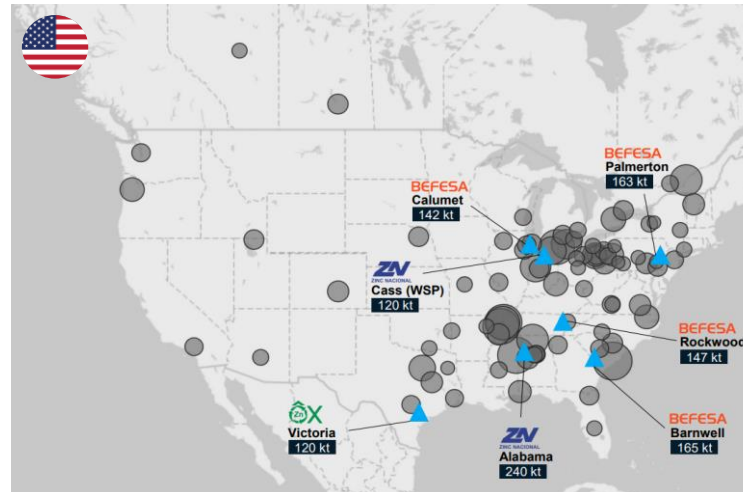 BEFESA
Palmerton
163 kt
BEFESA
Calumet
142 kt
ZN
ZINC NACIONAL
Cass (WSP)
120 kt
BEFESA
Rockwood
147 kt
ZnOX
Victoria
120 kt
ZN
ZINC NACIONAL
Alabama
240 kt
BEFESA
Barnwell
165 kt